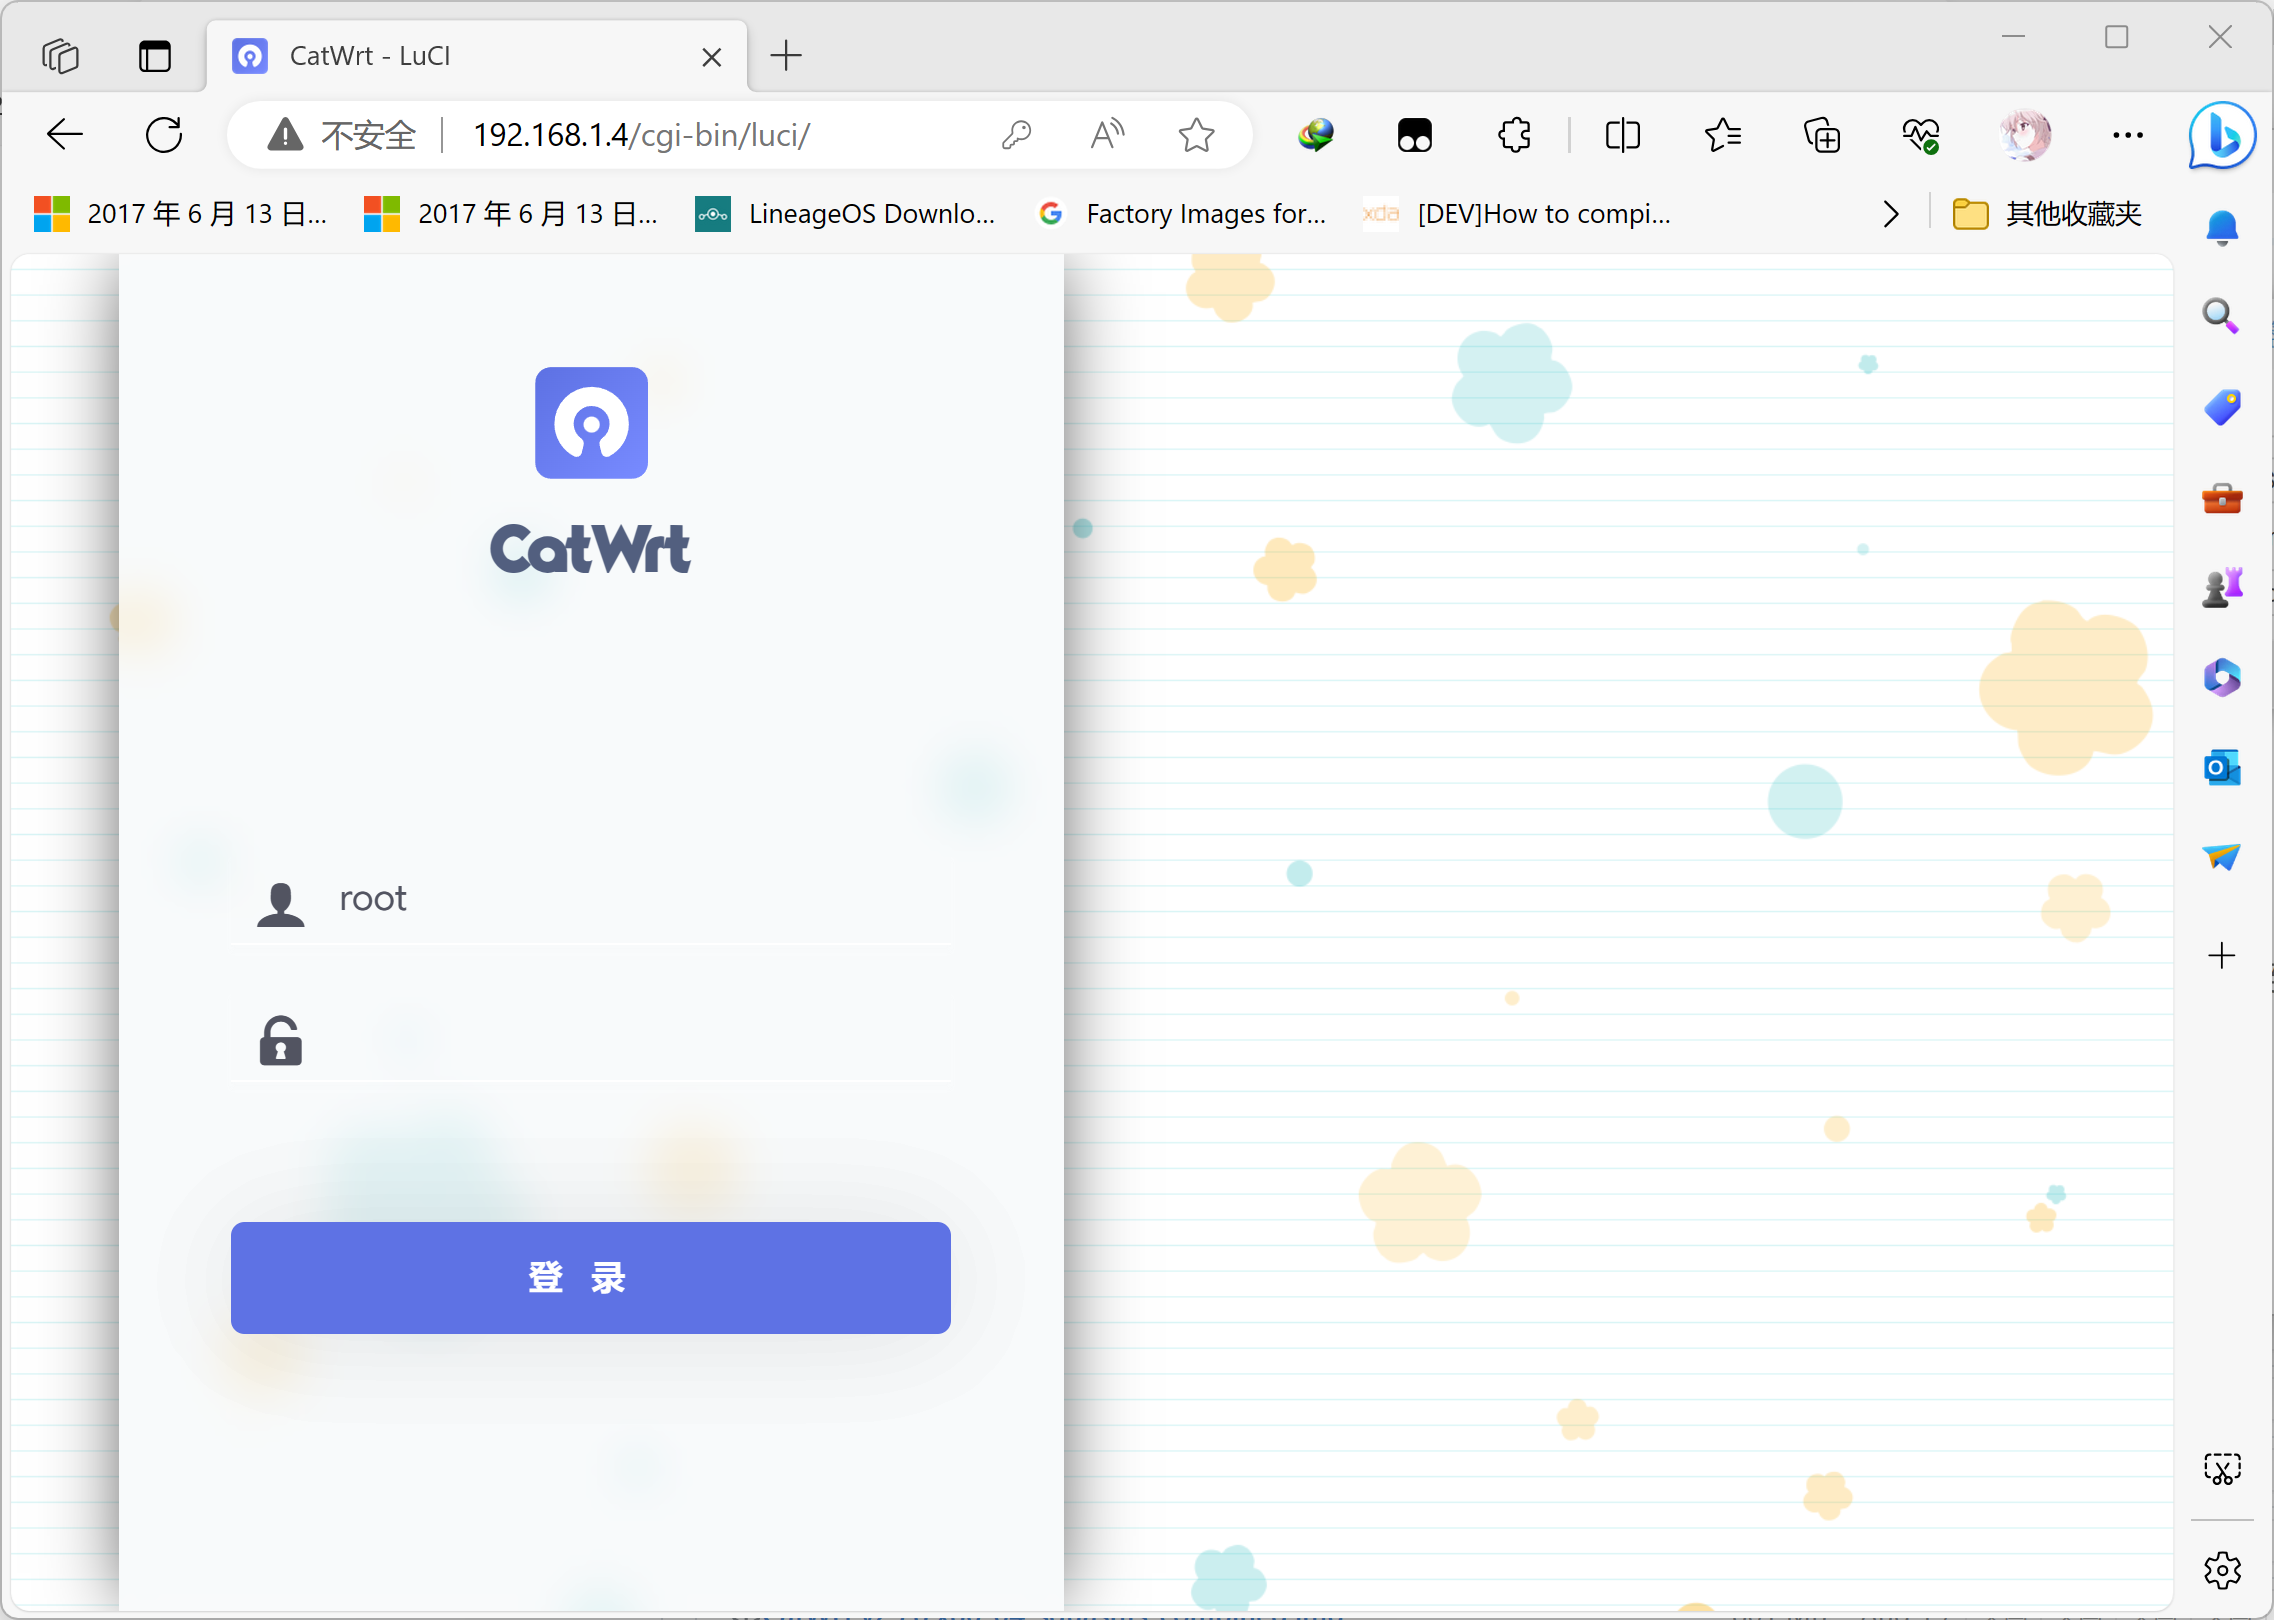 CatWrt - LuCI
不安全 192.168.1.4/cgi-bin/luci/
2017 年 6 月 13 日... 2017 年 6 月 13 日... LineageOS Downlo... Factory Images for... xda [DEV]How to compi... 其他收藏夹
CatWrt
root
登 录